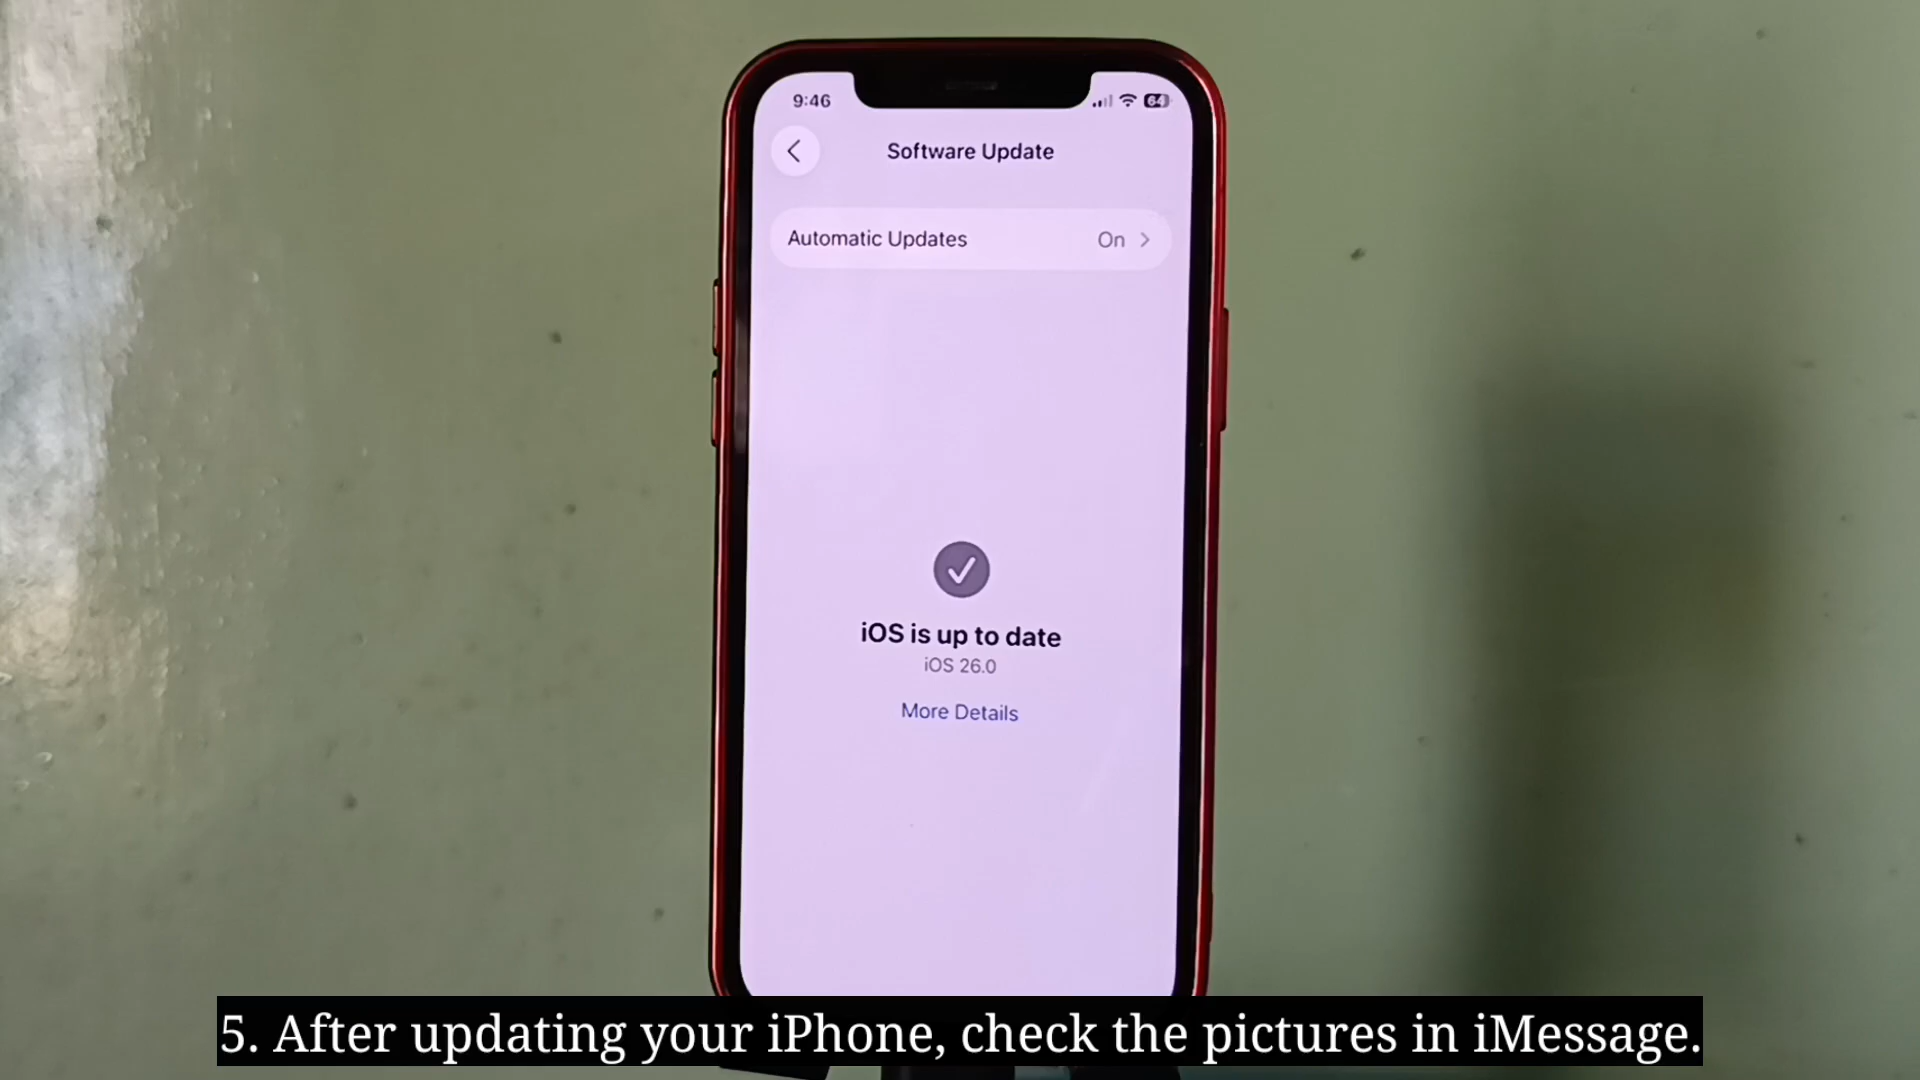 9:46
64
Software Update
Automatic Updates On
iOS is up to date
iOS 26.0
More Details
5. After updating your iPhone, check the pictures in iMessage.